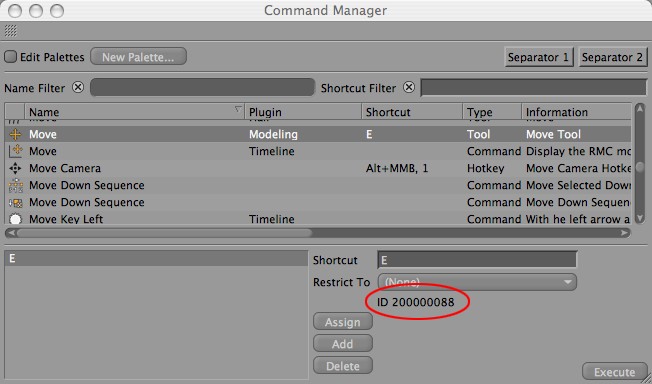 Command Manager
Edit Palettes New Palette... Separator 1 Separator 2
Name Filter Shortcut Filter
Name Plugin Shortcut Type Information
Move Modeling E Tool Move Tool
Move Timeline Command Display the RMC mo
Move Camera Alt+MMB, 1 Hotkey Move Camera Hotke
Move Down Sequence Command Move Selected Dow
Move Down Sequence Command Move Down Sequen
Move Key Left Timeline Command With he left arrow a
E
Shortcut E
Restrict To (None)
ID 200000088
Assign
Add
Delete
Execute